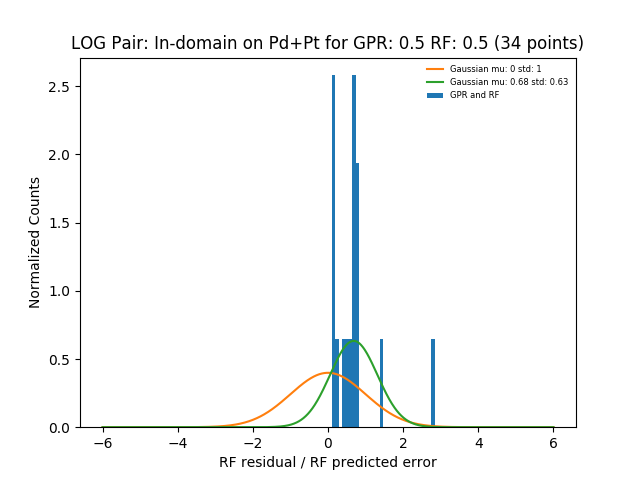 LOG Pair: In-domain on Pd+Pt for GPR: 0.5 RF: 0.5 (34 points)
Gaussian mu: 0 std: 1
Gaussian mu: 0.68 std: 0.63
GPR and RF
Normalized Counts
2.5
2.0
1.5
1.0
0.5
0.0
−6 −4 −2 0 2 4 6
RF residual / RF predicted error